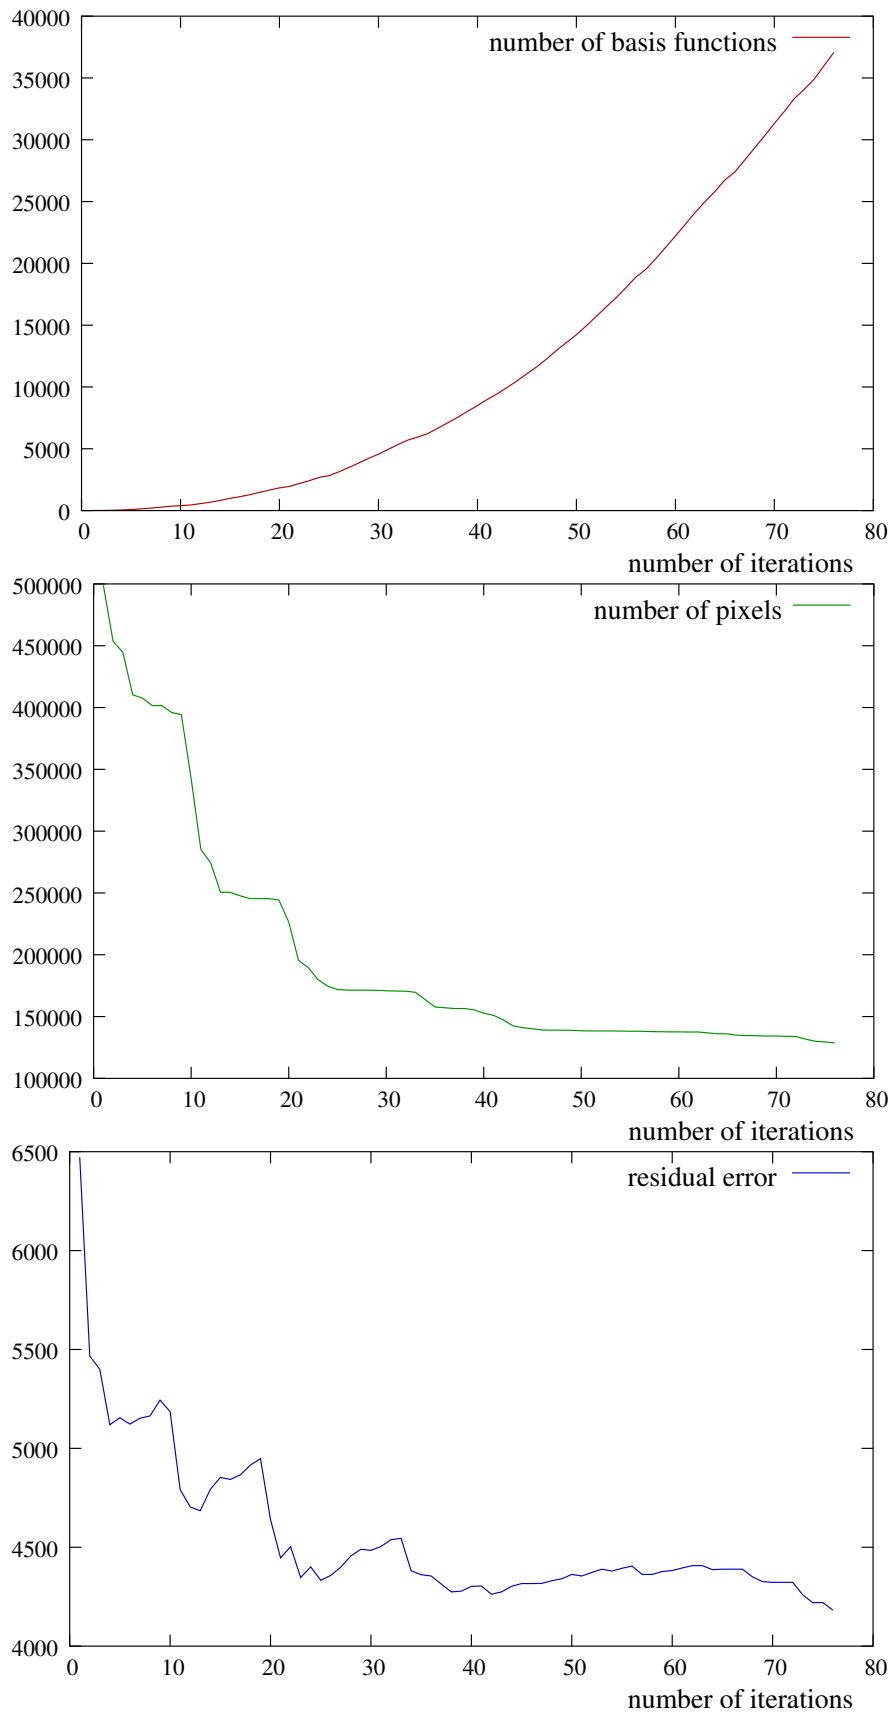 40000
number of basis functions
35000
30000
25000
20000
15000
10000
5000
0
0 10 20 30 40 50 60 70 80
number of iterations
500000
number of pixels
450000
400000
350000
300000
250000
200000
150000
100000
0 10 20 30 40 50 60 70 80
number of iterations
6500
residual error
6000
5500
5000
4500
4000
0 10 20 30 40 50 60 70 80
number of iterations